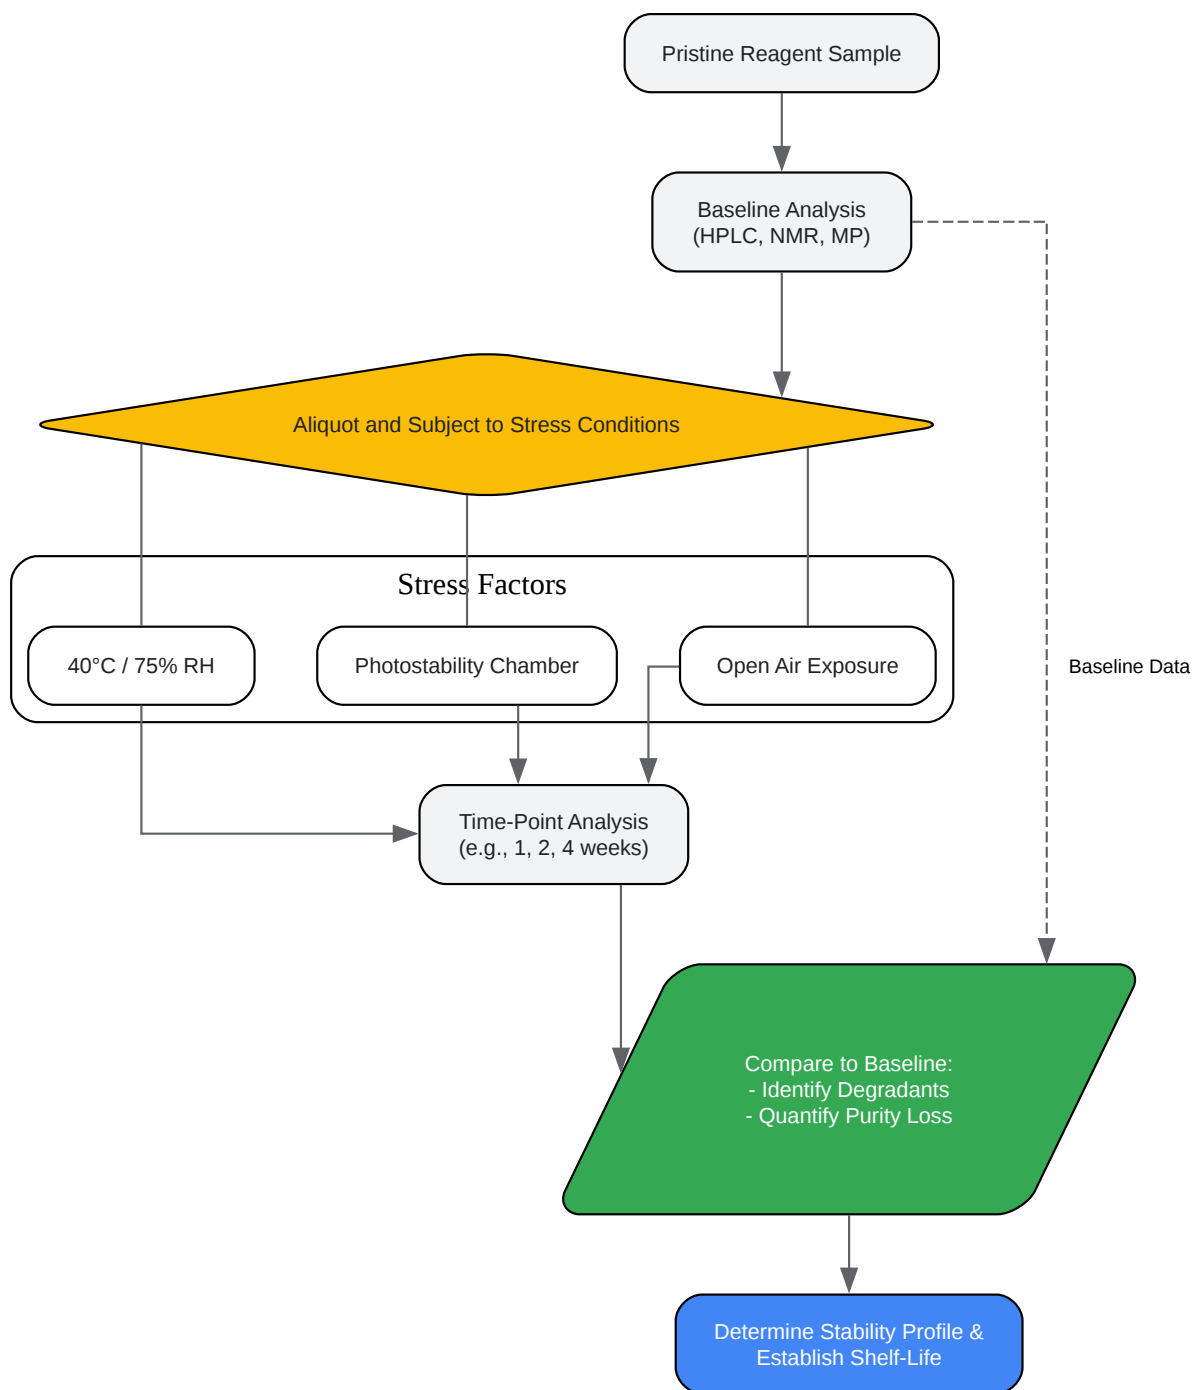 Pristine Reagent Sample
Baseline Analysis
(HPLC, NMR, MP)
Aliquot and Subject to Stress Conditions
Stress Factors
40°C / 75% RH
Photostability Chamber
Open Air Exposure
Baseline Data
Time-Point Analysis
(e.g., 1, 2, 4 weeks)
Compare to Baseline:
- Identify Degradants
- Quantify Purity Loss
Determine Stability Profile &
Establish Shelf-Life